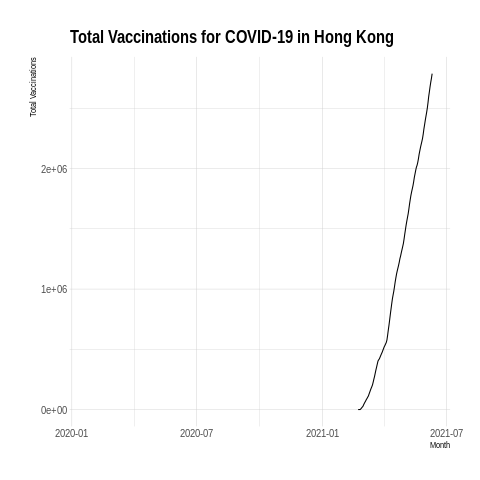 Total Vaccinations for COVID-19 in Hong Kong
Total Vaccinations
2e+06
1e+06
0e+00
2020-01 2020-07 2021-01 2021-07
Month